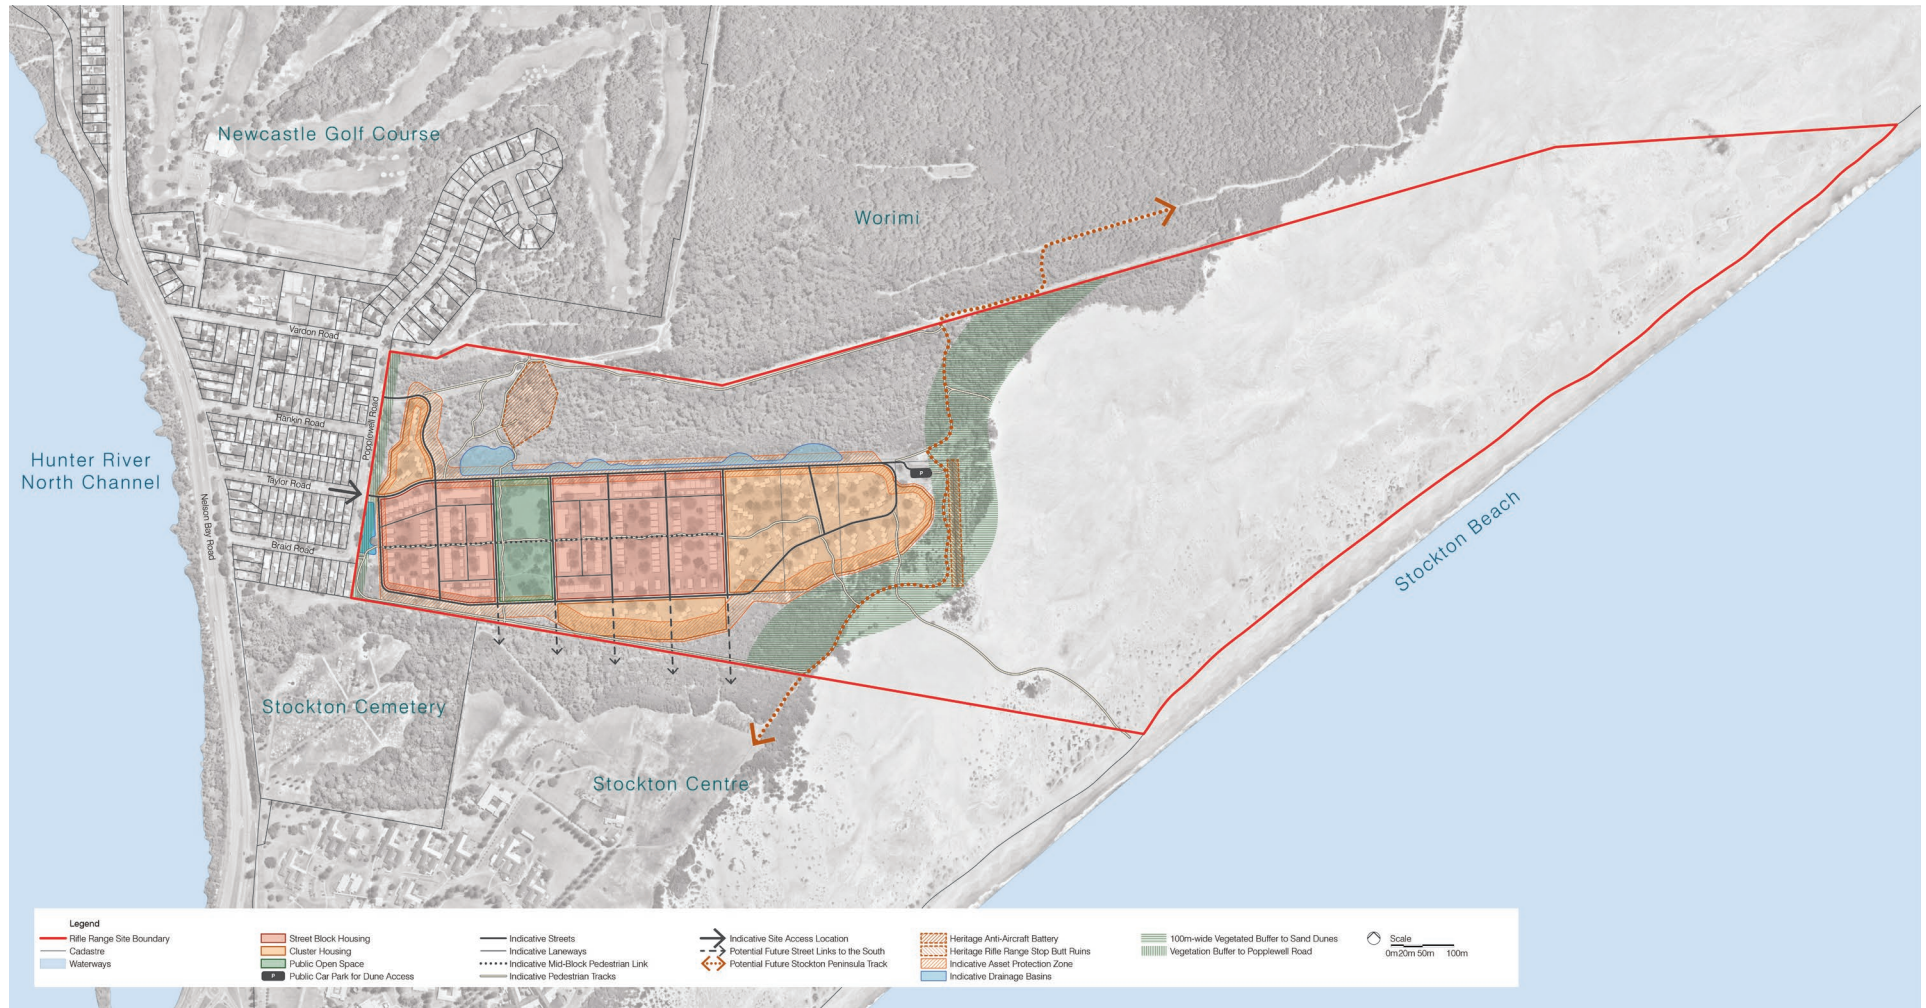 Newcastle Golf Course
Worimi
Vardon Road
Popplewell Road
Rankin Road
Hunter River
North Channel
Taylor Road
P
Nelson Bay Road
Braid Road
Stockton Beach
Stockton Cemetery
Stockton Centre
Legend
Rifle Range Site Boundary
Cadastre
Waterways
Street Block Housing
Cluster Housing
Public Open Space
P Public Car Park for Dune Access
Indicative Streets
Indicative Laneways
Indicative Mid-Block Pedestrian Link
Indicative Pedestrian Tracks
Indicative Site Access Location
Potential Future Street Links to the South
Potential Future Stockton Peninsula Track
Heritage Anti-Aircraft Battery
Heritage Rifle Range Stop Butt Ruins
Indicative Asset Protection Zone
Indicative Drainage Basins
100m-wide Vegetated Buffer to Sand Dunes
Vegetation Buffer to Popplewell Road
Scale
0m20m 50m 100m